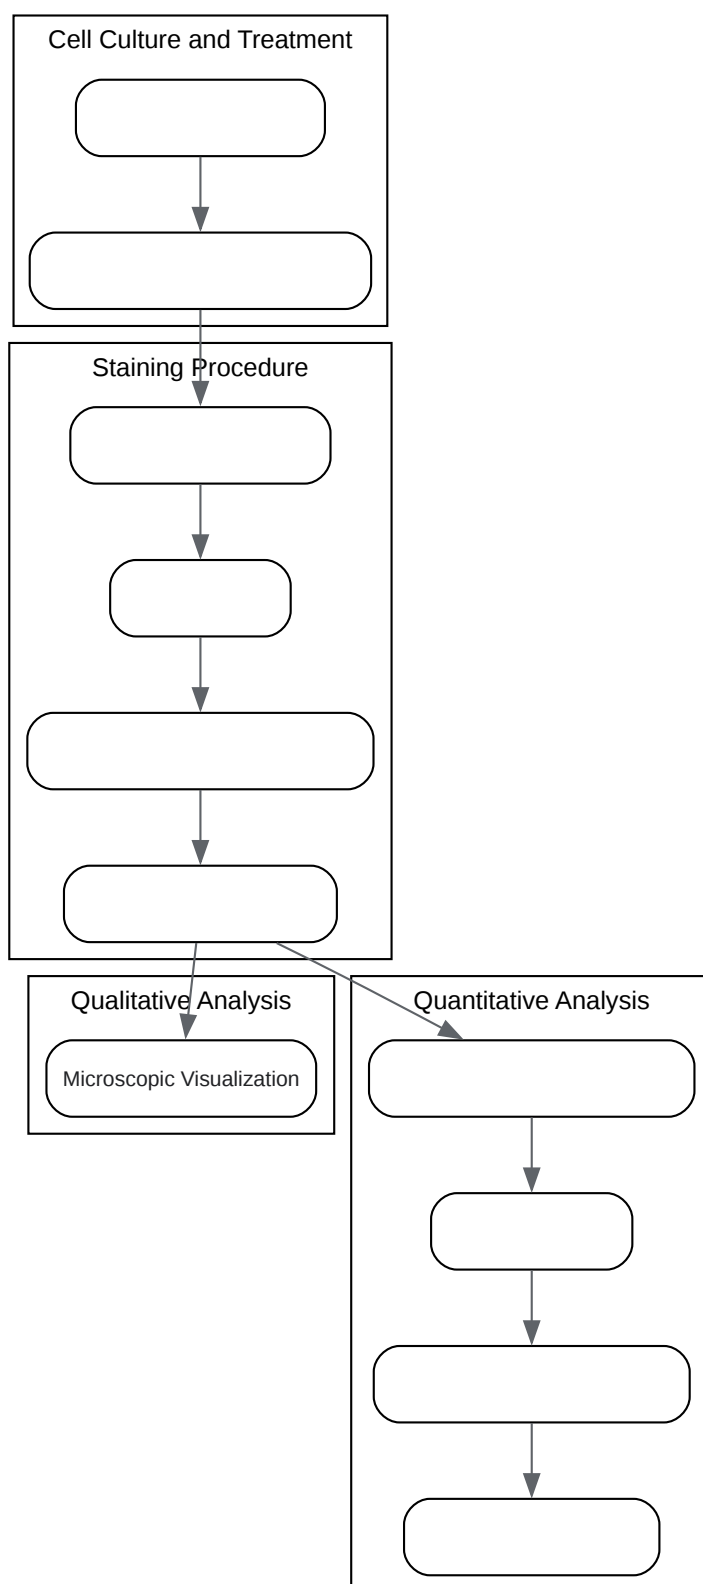 Cell Culture and Treatment
Staining Procedure
Qualitative Analysis
Quantitative Analysis
Microscopic Visualization